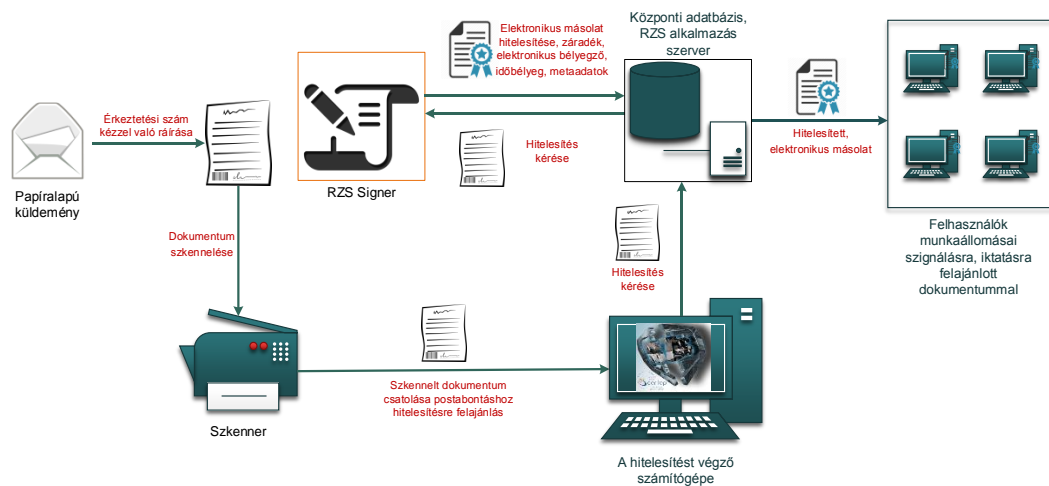 Elektronikus másolat
hitelesítése, záradék,
elektronikus bélyegző,
időbélyeg, metaadatok
Központi adatbázis,
RZS alkalmazás
szerver
Érkeztetési szám
kézzel való ráírása
Papíralapú
küldemény
RZS Signer
Hitelesítés
kérése
Hitelesített,
elektronikus másolat
Felhasználók
munkaállomásai
szignálásra, iktatásra
felajánlott
dokumentummal
Dokumentum
szkennelése
Hitelesítés
kérése
Szkenner
Szkennelt dokumentum
csatolása postabontáshoz
hitelesítésre felajánlás
A hitelesítést végző
számítógépe